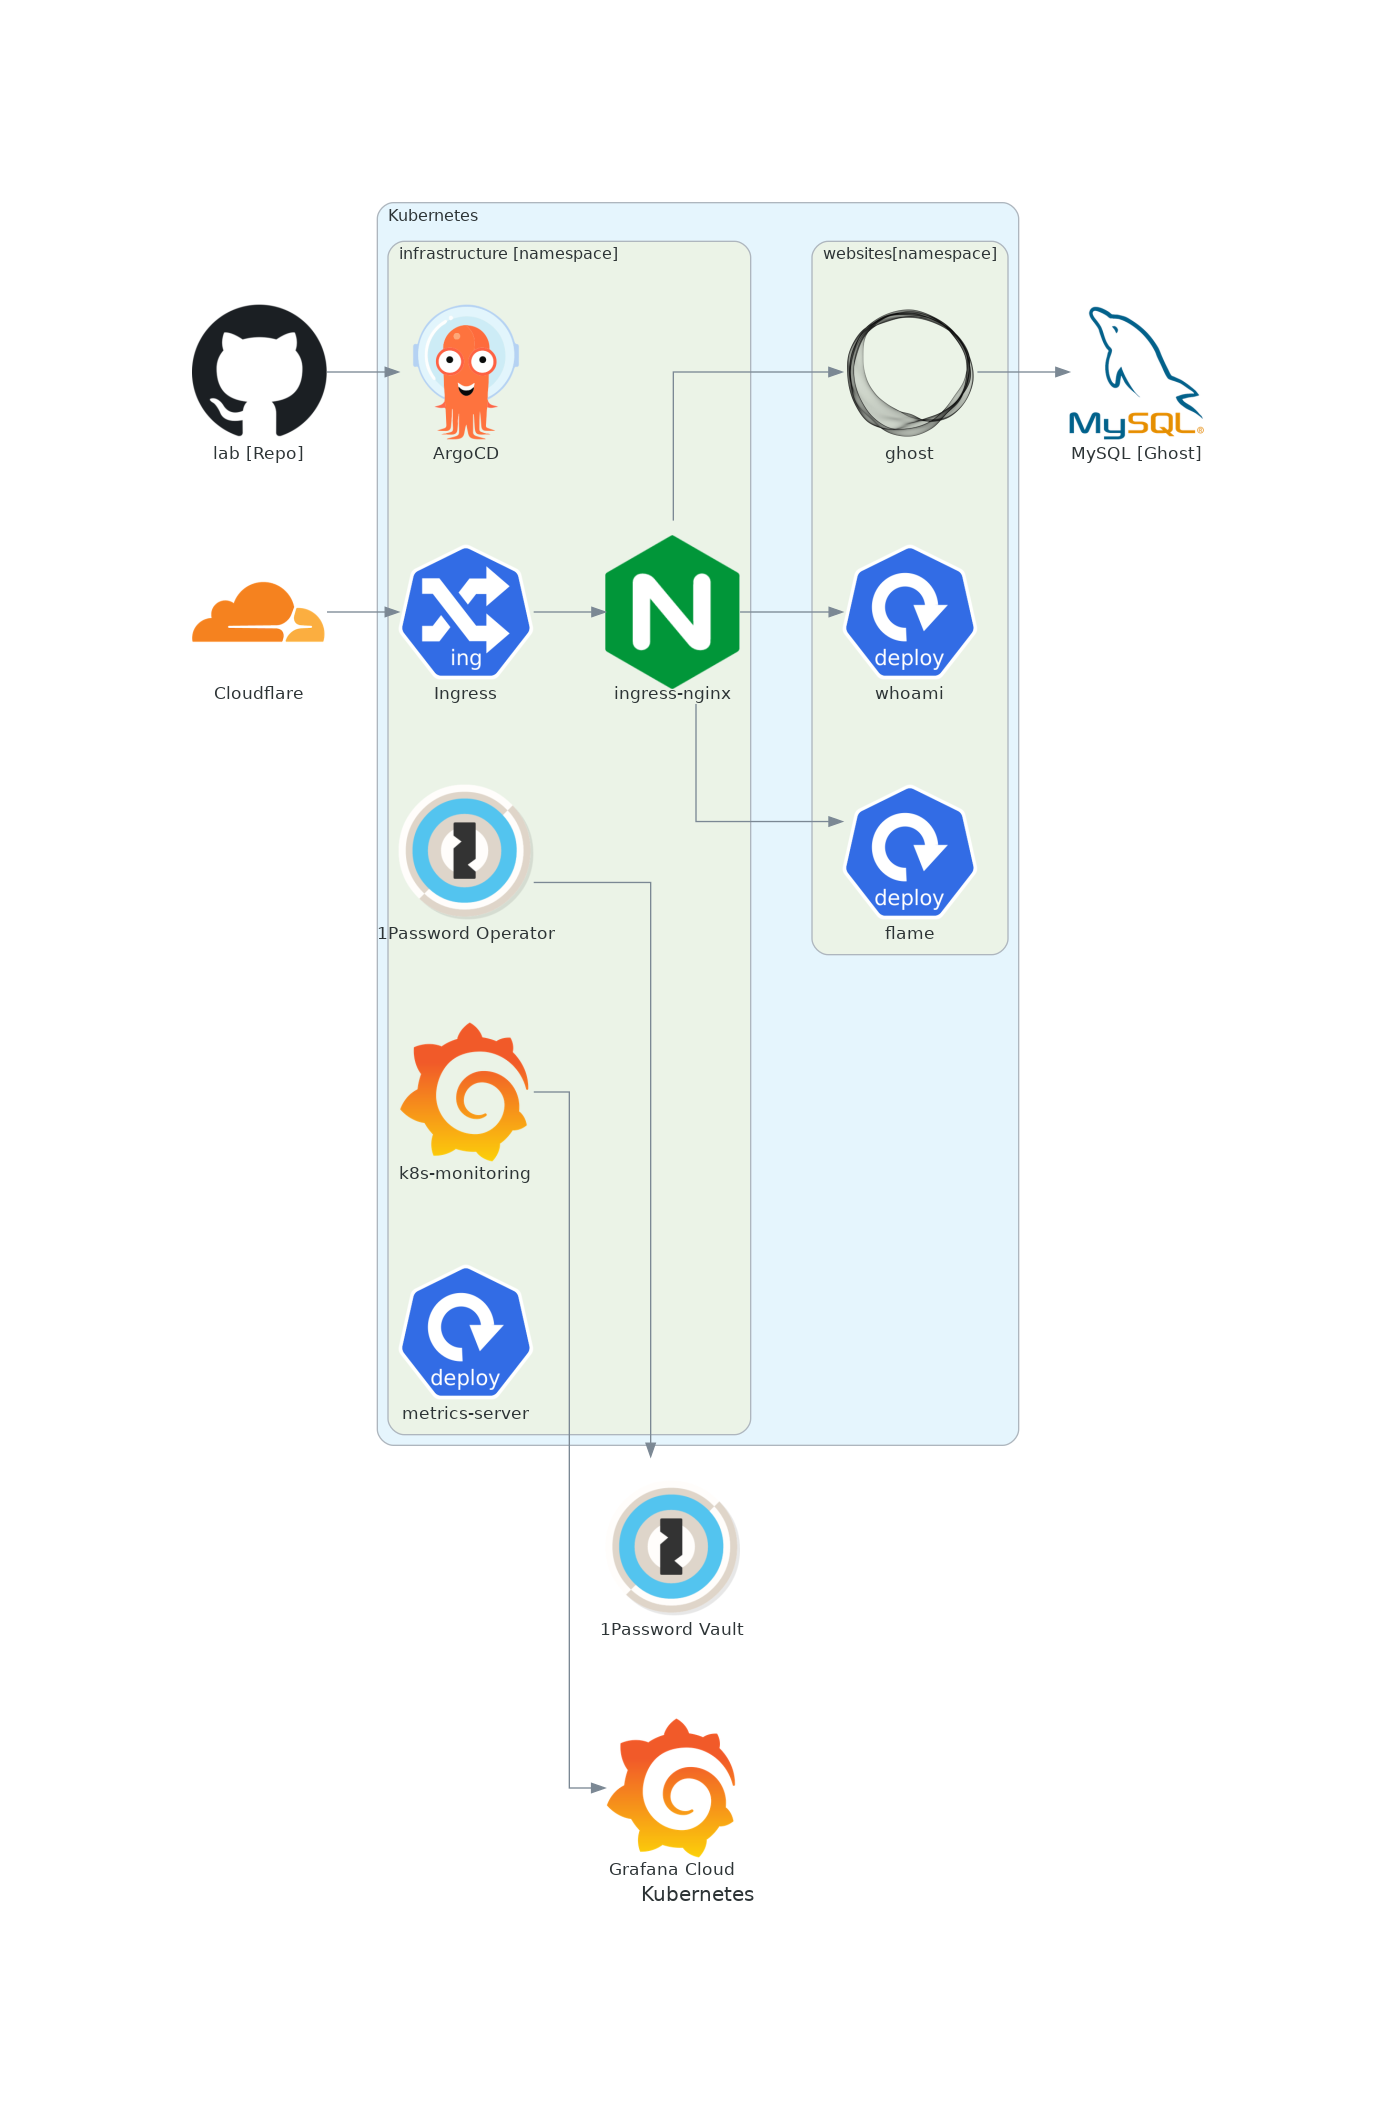 Kubernetes
infrastructure [namespace]
websites[namespace]
lab [Repo]
ArgoCD
ghost
MySQL®
MySQL [Ghost]
Cloudflare
ing
Ingress
ingress-nginx
deploy
whoami
1Password Operator
deploy
flame
k8s-monitoring
deploy
metrics-server
1Password Vault
Grafana Cloud
Kubernetes